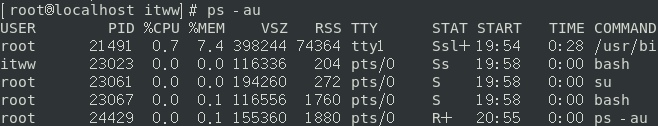 [root@localhost itww]# ps -au
USER PID %CPU %MEM VSZ RSS TTY STAT START TIME COMMAND
root 21491 0.7 7.4 398244 74364 tty1 Ssl+ 19:54 0:28 /usr/bi
itww 23023 0.0 0.0 116336 204 pts/0 Ss 19:58 0:00 bash
root 23061 0.0 0.0 194260 272 pts/0 S 19:58 0:00 su
root 23067 0.0 0.1 116556 1760 pts/0 S 19:58 0:00 bash
root 24429 0.0 0.1 155360 1880 pts/0 R+ 20:55 0:00 ps -au